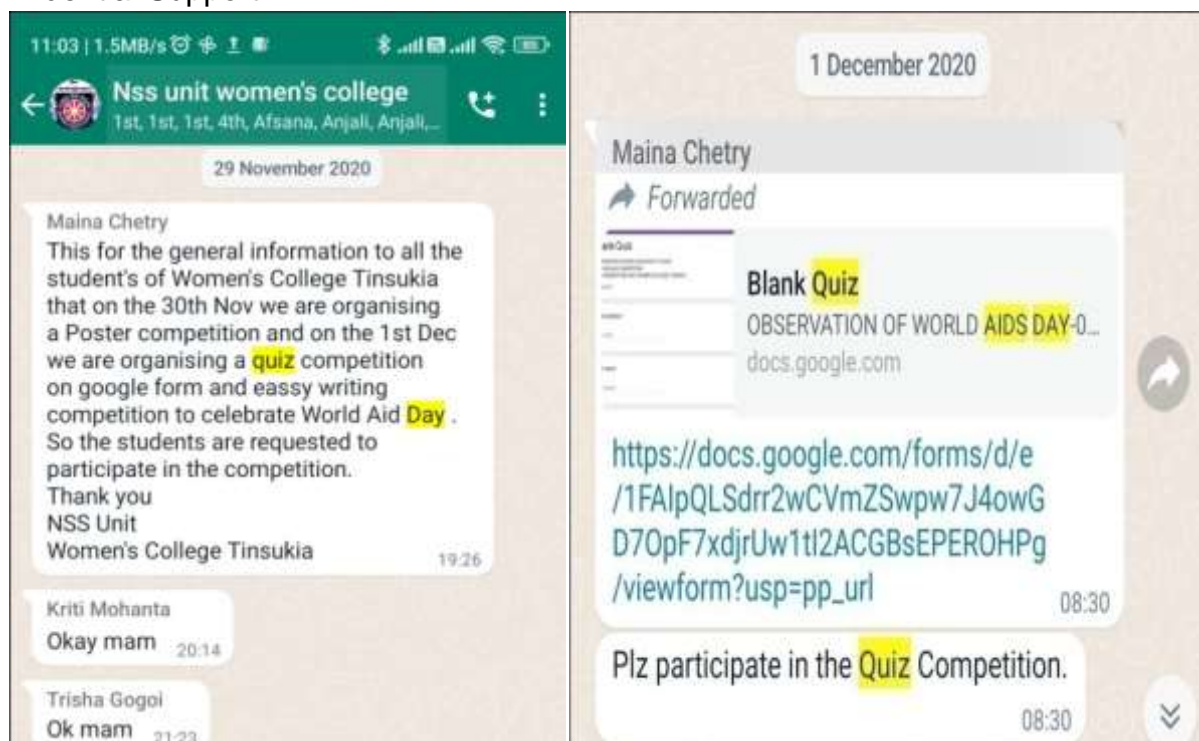 11:03 | 1.5MB/s
Nss unit women's college
1st, 1st, 1st, 4th, Afsana, Anjali, Anjali,...
29 November 2020
Maina Chetry
This for the general information to all the
student's of Women's College Tinsukia
that on the 30th Nov we are organising
a Poster competition and on the 1st Dec
we are organising a quiz competition
on google form and eassy writing
competition to celebrate World Aid Day .
So the students are requested to
participate in the competition.
Thank you
NSS Unit
Women's College Tinsukia
19:26
Kriti Mohanta
Okay mam 20:14
Trisha Gogoi
Ok mam 21:23
1 December 2020
Maina Chetry
Forwarded
Blank Quiz
OBSERVATION OF WORLD AIDS DAY-0...
docs.google.com
https://docs.google.com/forms/d/e
/1FAIpQLSdrr2wCVmZSwpw7J4owG
D7OpF7xdjrUw1tl2ACGBsEPEROHPg
/viewform?usp=pp_url
08:30
Plz participate in the Quiz Competition.
08:30